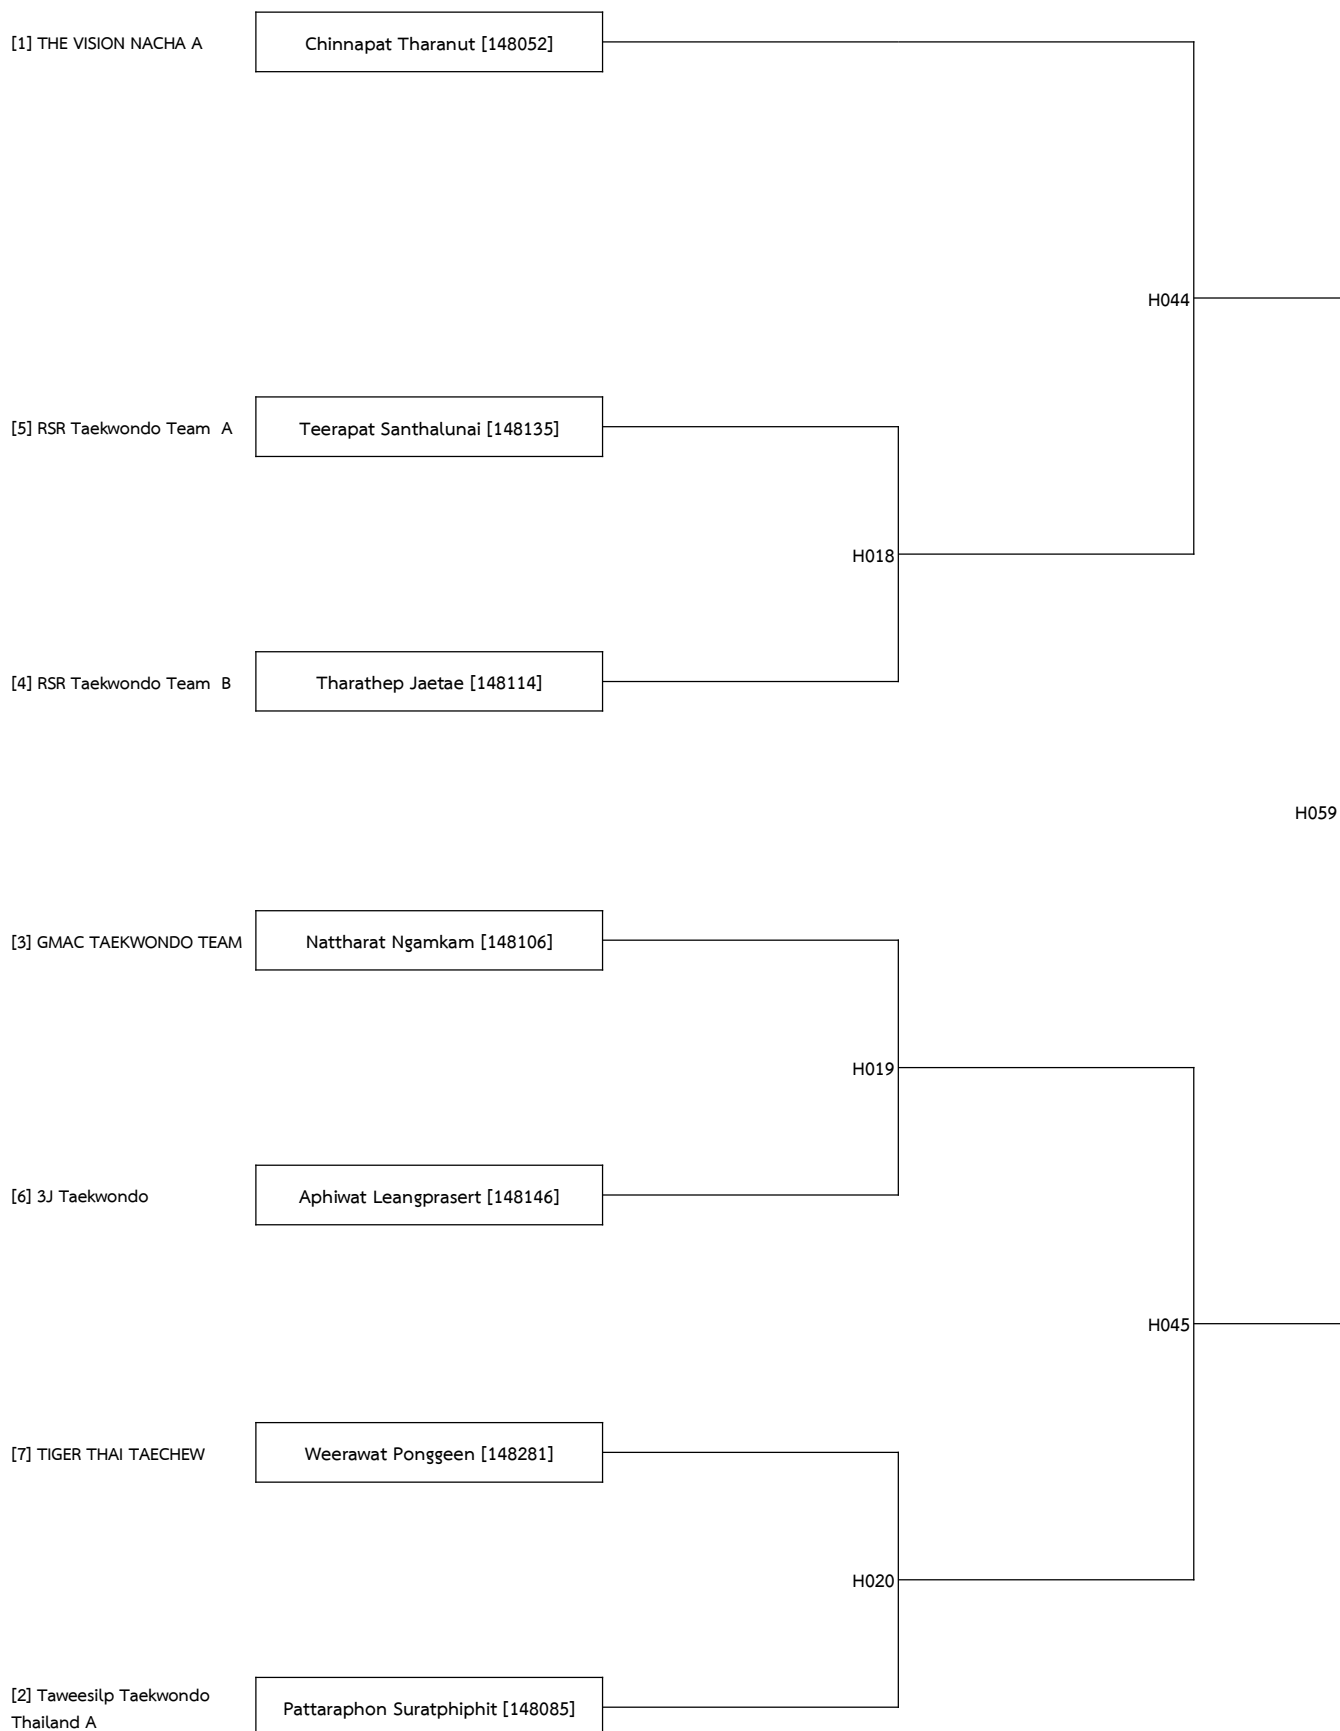 [1] THE VISION NACHA A
Chinnapat Tharanut [148052]
H044
[5] RSR Taekwondo Team  A
Teerapat Santhalunai [148135]
H018
[4] RSR Taekwondo Team  B
Tharathep Jaetae [148114]
H059
[3] GMAC TAEKWONDO TEAM
Nattharat Ngamkam [148106]
H019
[6] 3J Taekwondo
Aphiwat Leangprasert [148146]
H045
[7] TIGER THAI TAECHEW
Weerawat Ponggeen [148281]
H020
[2] Taweesilp Taekwondo
Thailand A
Pattaraphon Suratphiphit [148085]